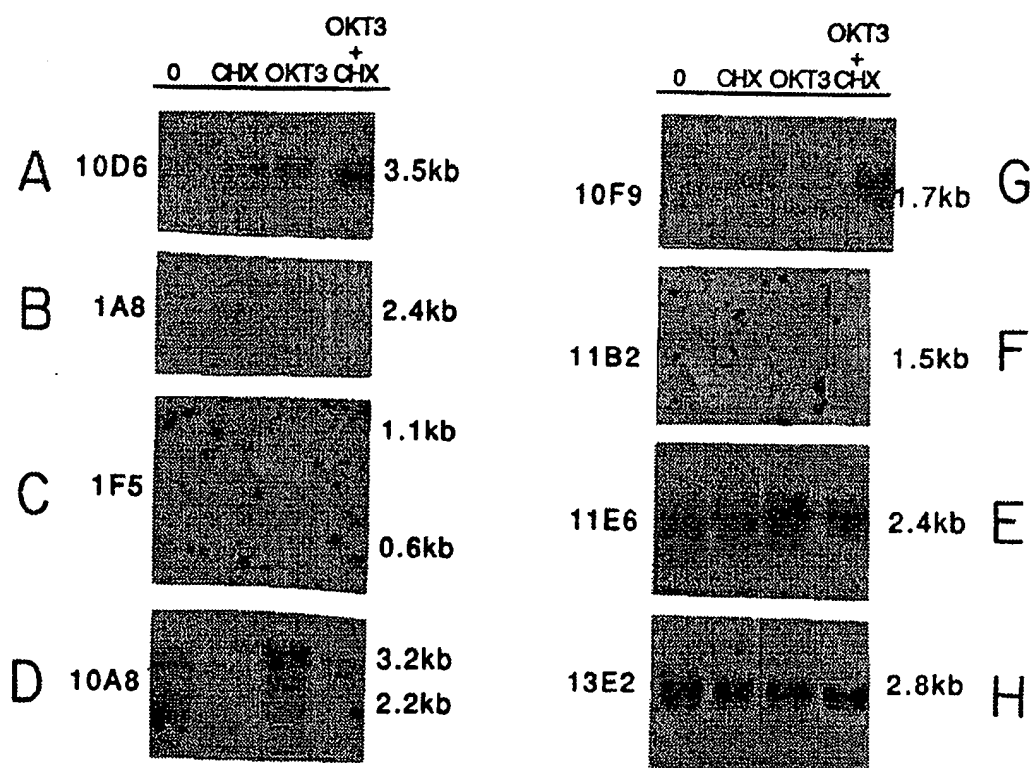 OKT3
+
0 CHX OKT3 CHX
A 10D6 3.5kb
B 1A8 2.4kb
C 1F5 1.1kb
0.6kb
D 10A8 3.2kb
2.2kb
OKT3
+
0 CHX OKT3 CHX
10F9 1.7kb G
11B2 1.5kb F
11E6 2.4kb E
13E2 2.8kb H